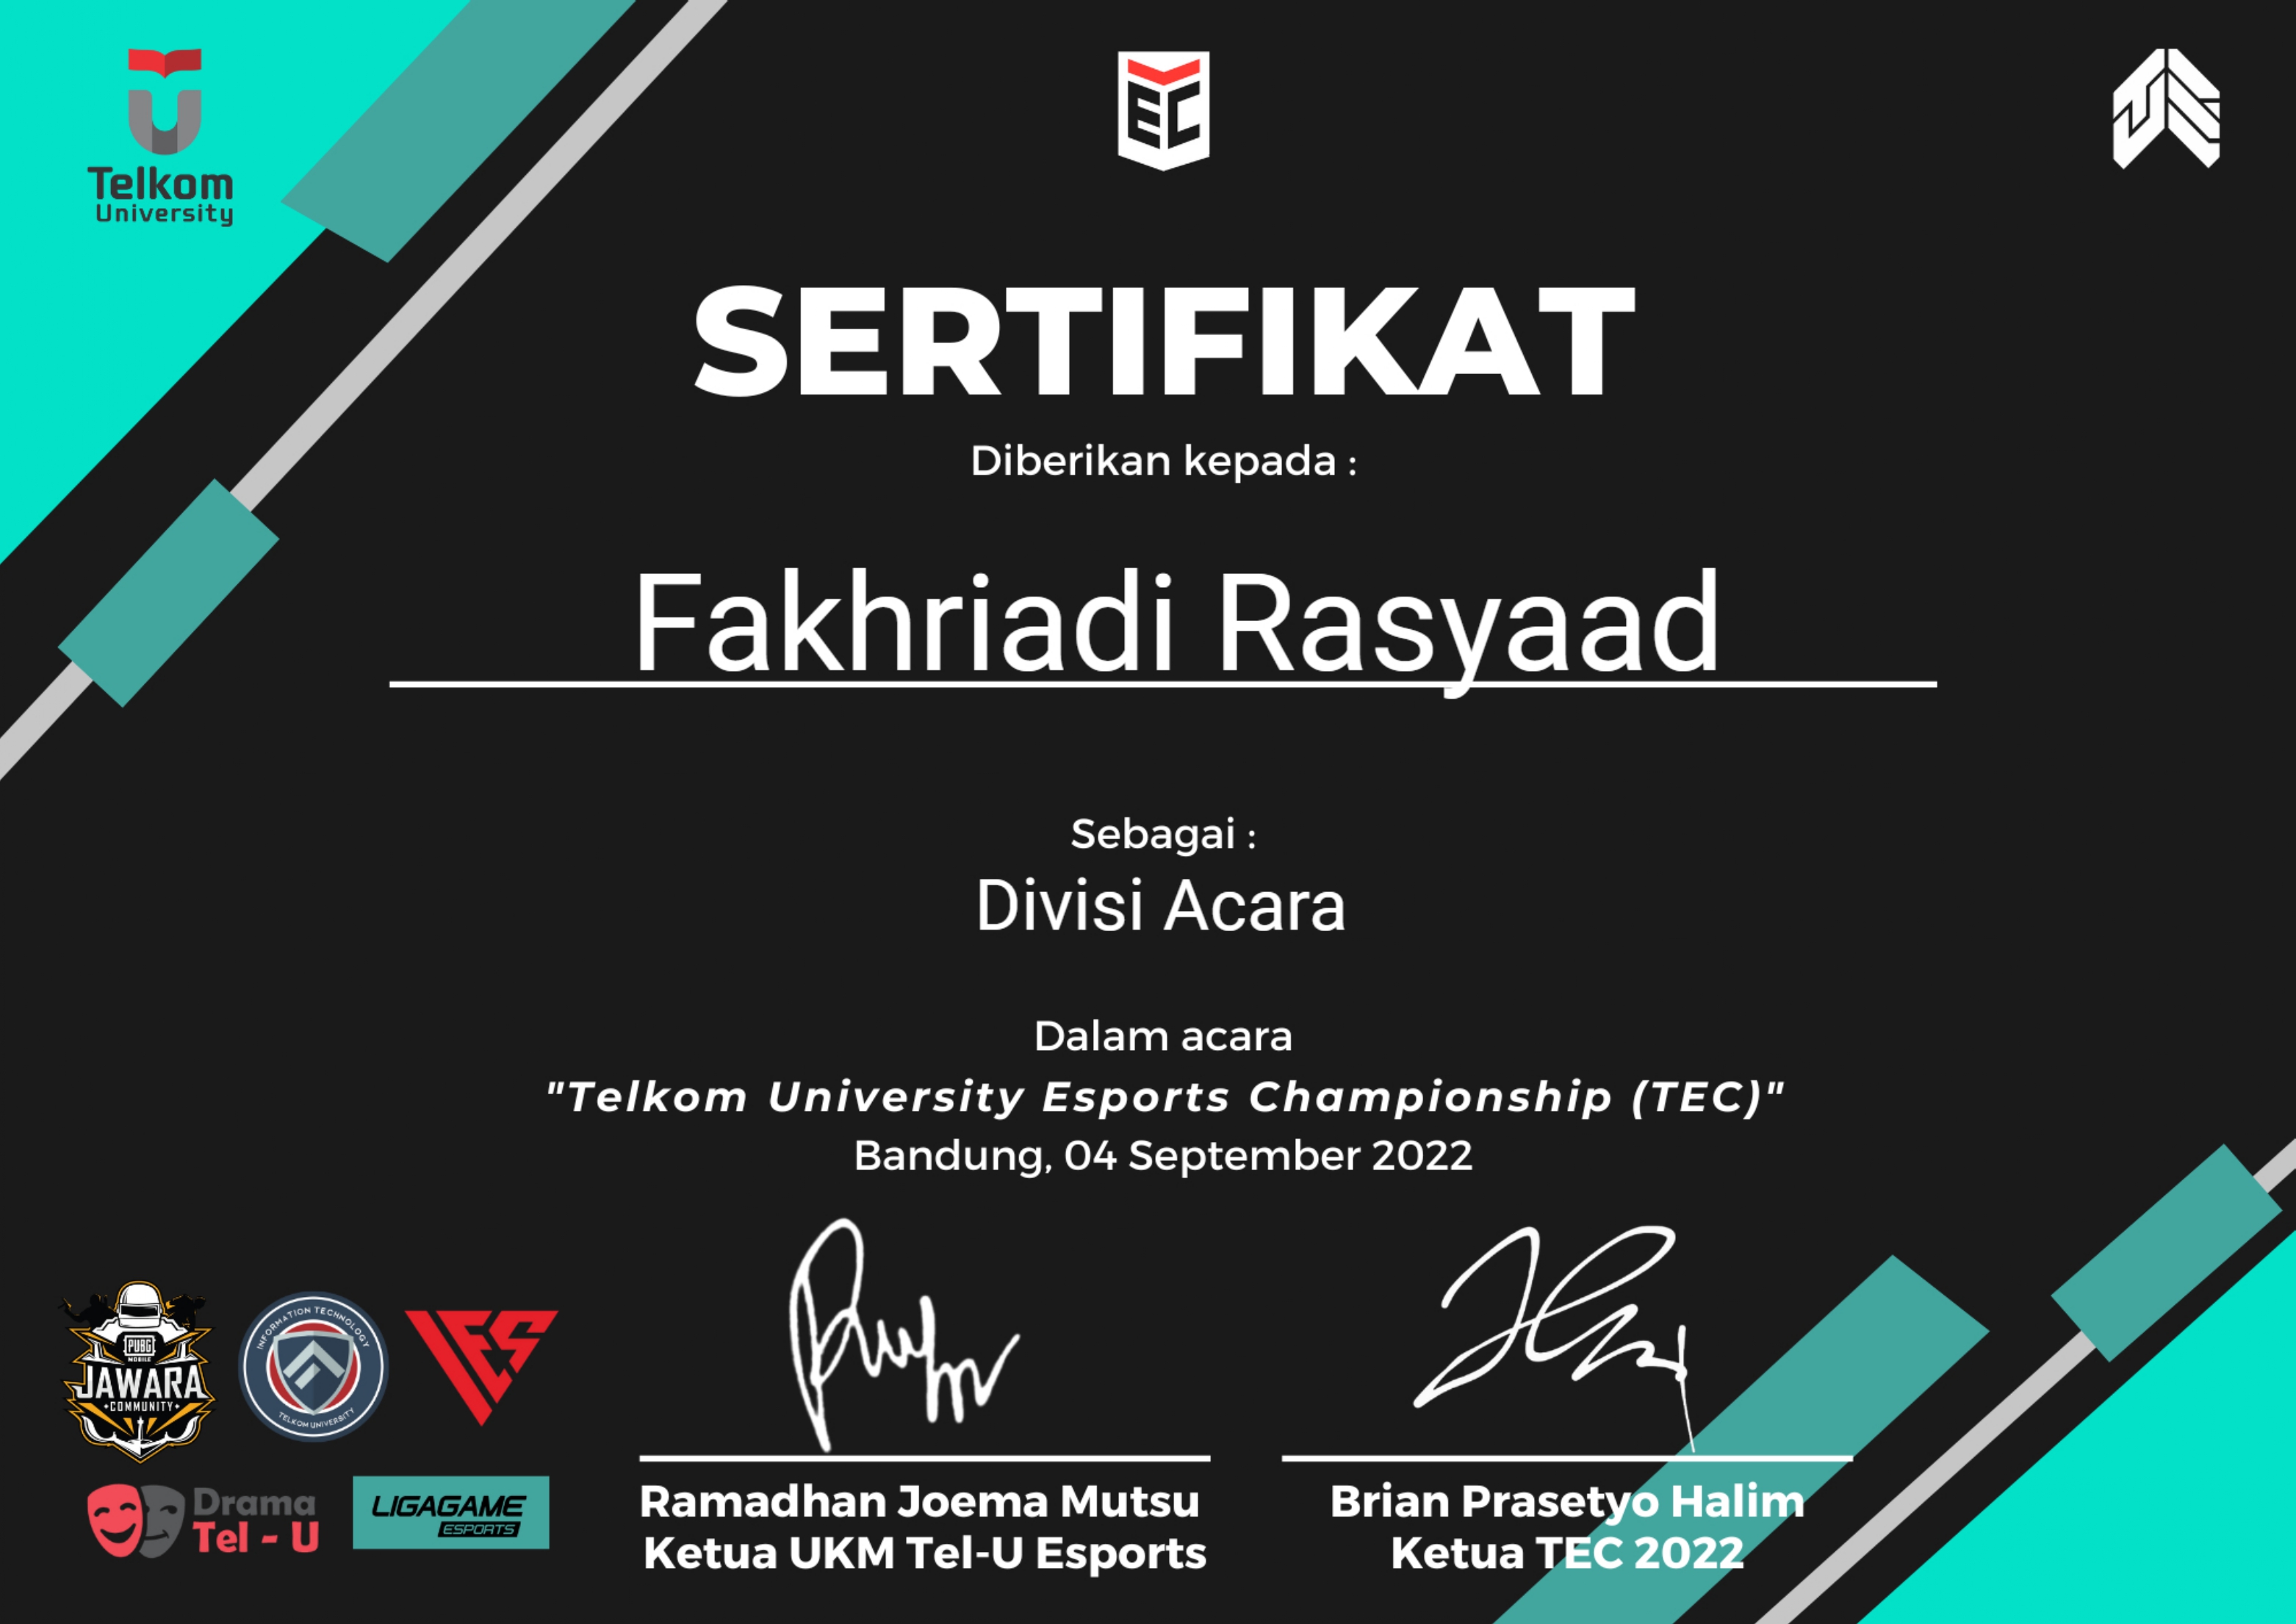 Telkom
University
EC
SERTIFIKAT
Diberikan kepada :
Fakhriadi Rasyaad
Sebagai :
Divisi Acara
Dalam acara
"Telkom University Esports Championship (TEC)"
Bandung, 04 September 2022
PUBG
MOBILE
JAWARA
COMMUNITY
INFORMATION TECHNOLOGY
TELKOM UNIVERSITY
Drama
Tel - U
LIGAGAME
ESPORTS
Ramadhan Joema Mutsu
Ketua UKM Tel-U Esports
Brian Prasetyo Halim
Ketua TEC 2022